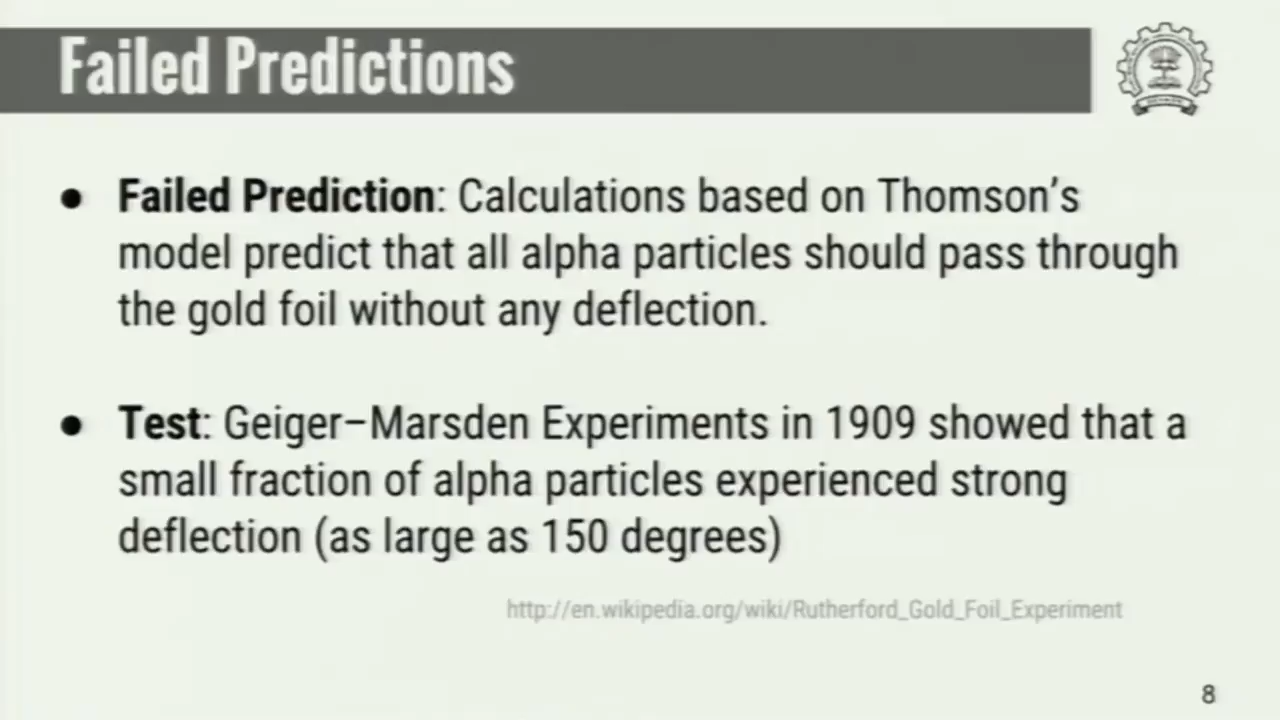 Failed Predictions
● Failed Prediction: Calculations based on Thomson's
model predict that all alpha particles should pass through
the gold foil without any deflection.
● Test: Geiger–Marsden Experiments in 1909 showed that a
small fraction of alpha particles experienced strong
deflection (as large as 150 degrees)
http://en.wikipedia.org/wiki/Rutherford_Gold_Foil_Experiment
8